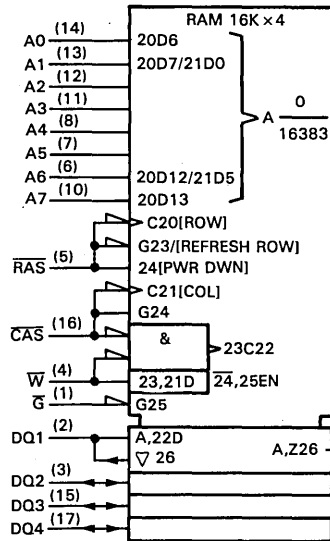 RAM 16K×4
A0 (14) 20D6
A1 (13) 20D7/21D0
A2 (12)
A3 (11)
A4 (8)
A5 (7)
A6 (6) 20D12/21D5
A7 (10) 20D13
A 0
16383
C20[ROW]
G23/[REFRESH ROW]
RAS (5) 24[PWR DWN]
C21[COL]
G24
CAS (16) & 23C22
W (4) 23,21D 24,25EN
G (1) G25
DQ1 (2) A,22D
A,Z26
▽ 26
DQ2 (3)
DQ3 (15)
DQ4 (17)